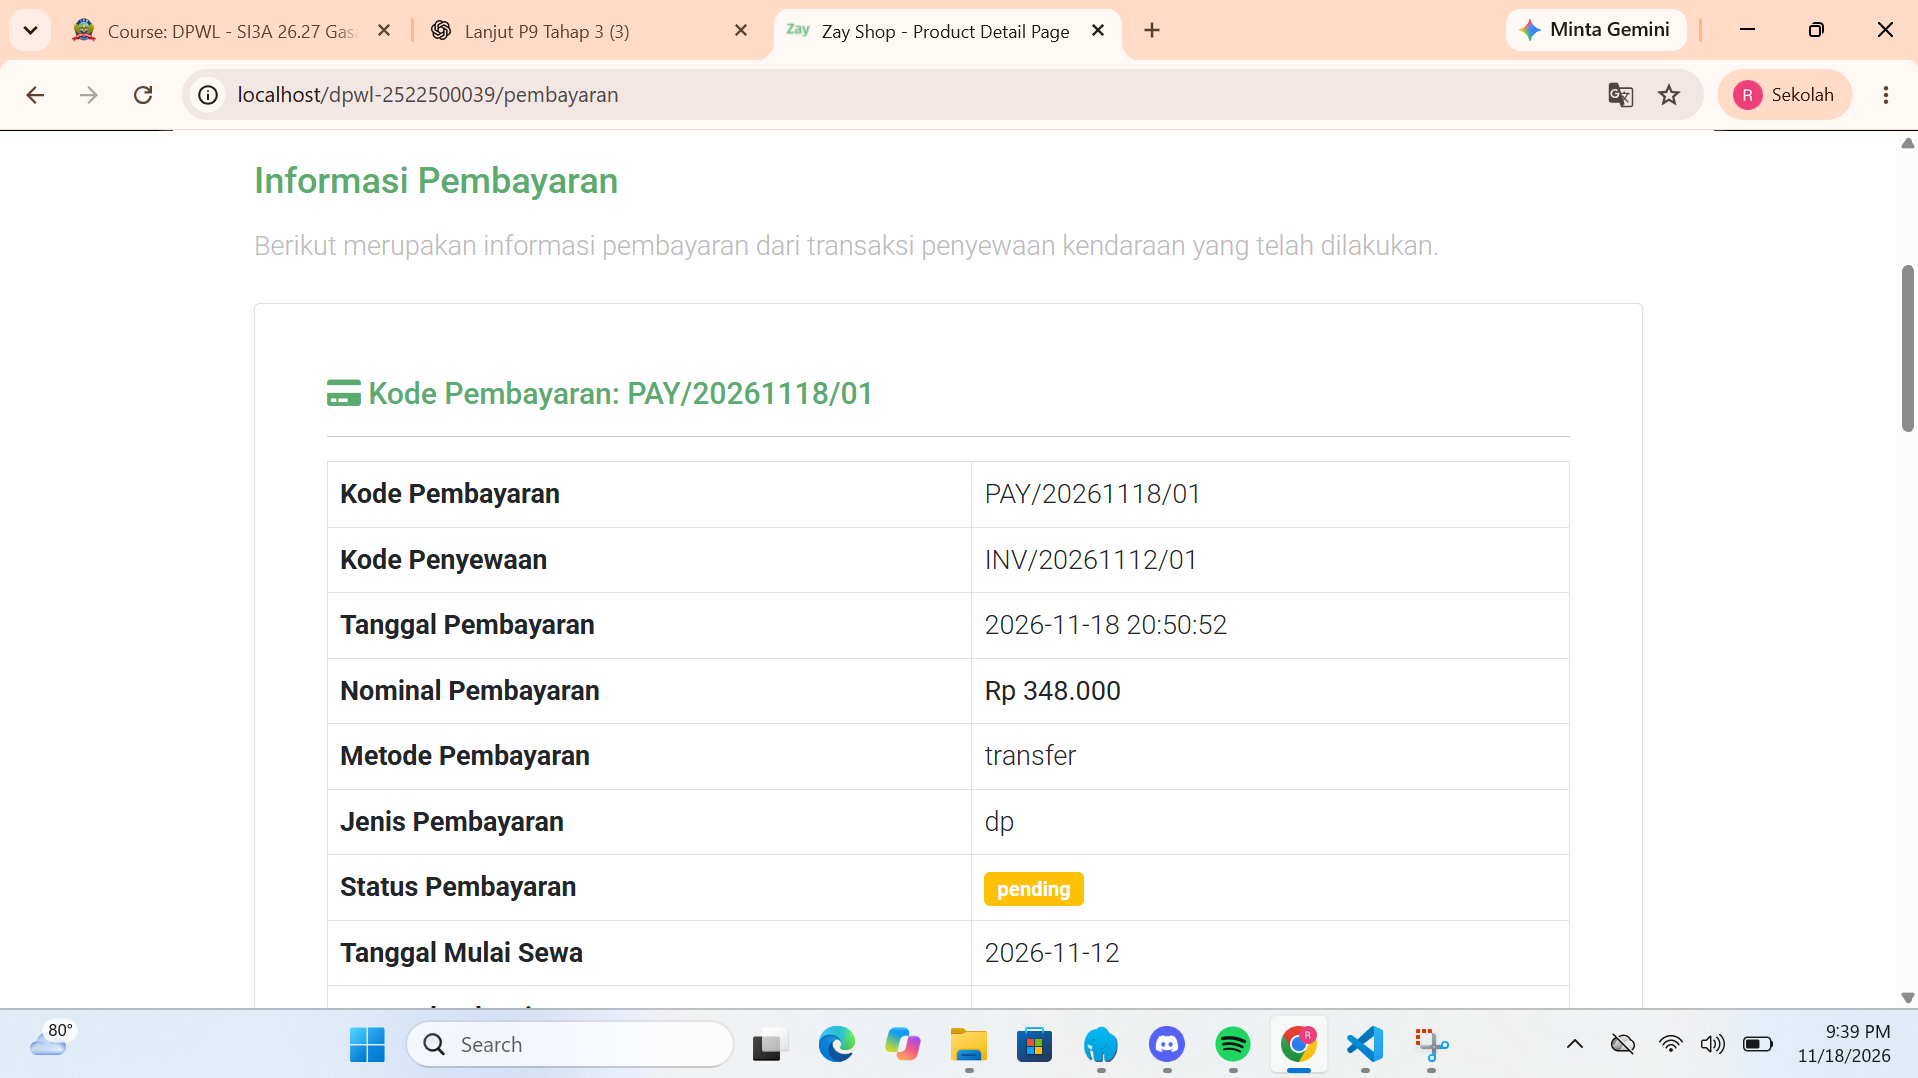 Course: DPWL - SI3A 26.27 Gas
Lanjut P9 Tahap 3 (3)
Zay
Zay Shop - Product Detail Page
Minta Gemini
localhost/dpwl-2522500039/pembayaran
R
Sekolah
Informasi Pembayaran
Berikut merupakan informasi pembayaran dari transaksi penyewaan kendaraan yang telah dilakukan.
Kode Pembayaran: PAY/20261118/01
Kode Pembayaran PAY/20261118/01
Kode Penyewaan INV/20261112/01
Tanggal Pembayaran 2026-11-18 20:50:52
Nominal Pembayaran Rp 348.000
Metode Pembayaran transfer
Jenis Pembayaran dp
Status Pembayaran pending
Tanggal Mulai Sewa 2026-11-12
80°
Search
R
9:39 PM
11/18/2026